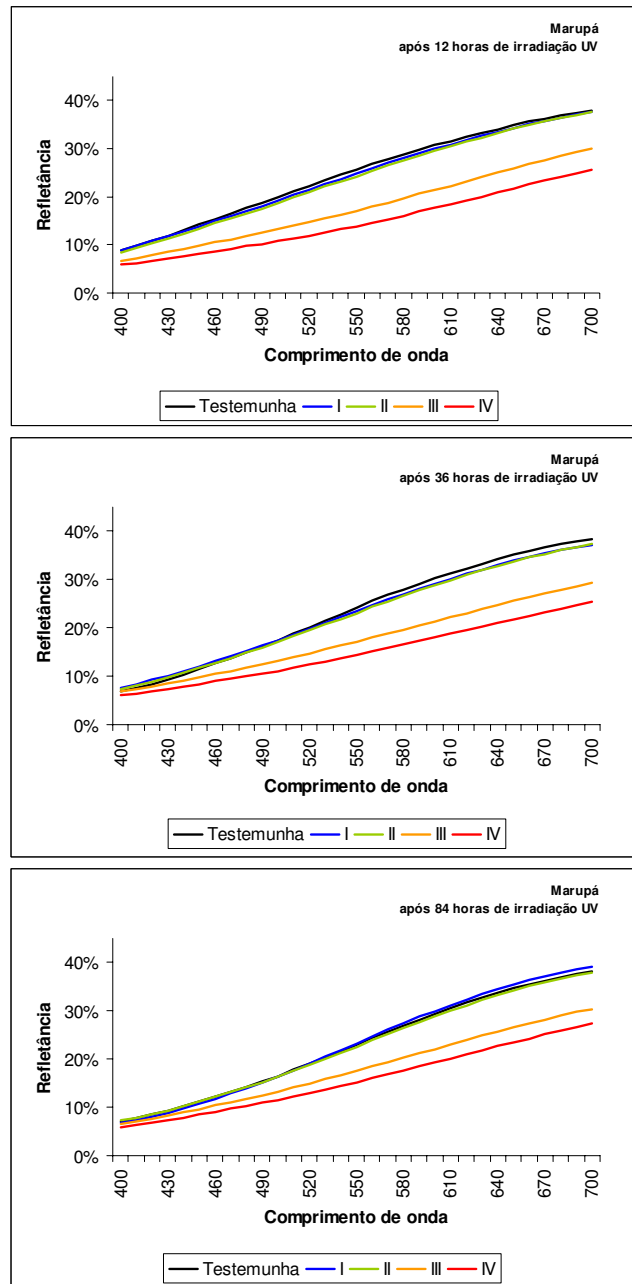 Marupá
após 12 horas de irradiação UV
Refletância
40%
30%
20%
10%
0%
400 430 460 490 520 550 580 610 640 670 700
Comprimento de onda
Testemunha I II III IV
Marupá
após 36 horas de irradiação UV
Refletância
40%
30%
20%
10%
0%
400 430 460 490 520 550 580 610 640 670 700
Comprimento de onda
Testemunha I II III IV
Marupá
após 84 horas de irradiação UV
Refletância
40%
30%
20%
10%
0%
400 430 460 490 520 550 580 610 640 670 700
Comprimento de onda
Testemunha I II III IV